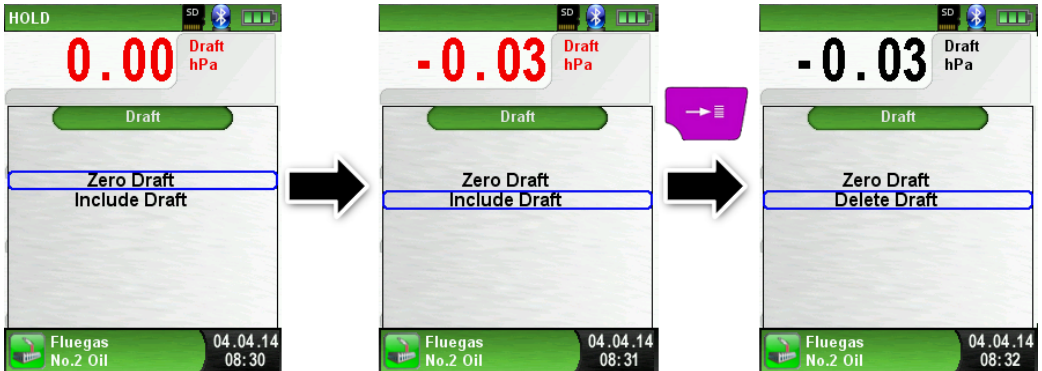 HOLD
SD
0.00
Draft
hPa
Draft
Zero Draft
Include Draft
Fluegas
No.2 Oil
04.04.14
08:30
SD
-0.03
Draft
hPa
Draft
Zero Draft
Include Draft
Fluegas
No.2 Oil
04.04.14
08:31
SD
-0.03
Draft
hPa
Draft
Zero Draft
Delete Draft
Fluegas
No.2 Oil
04.04.14
08:32